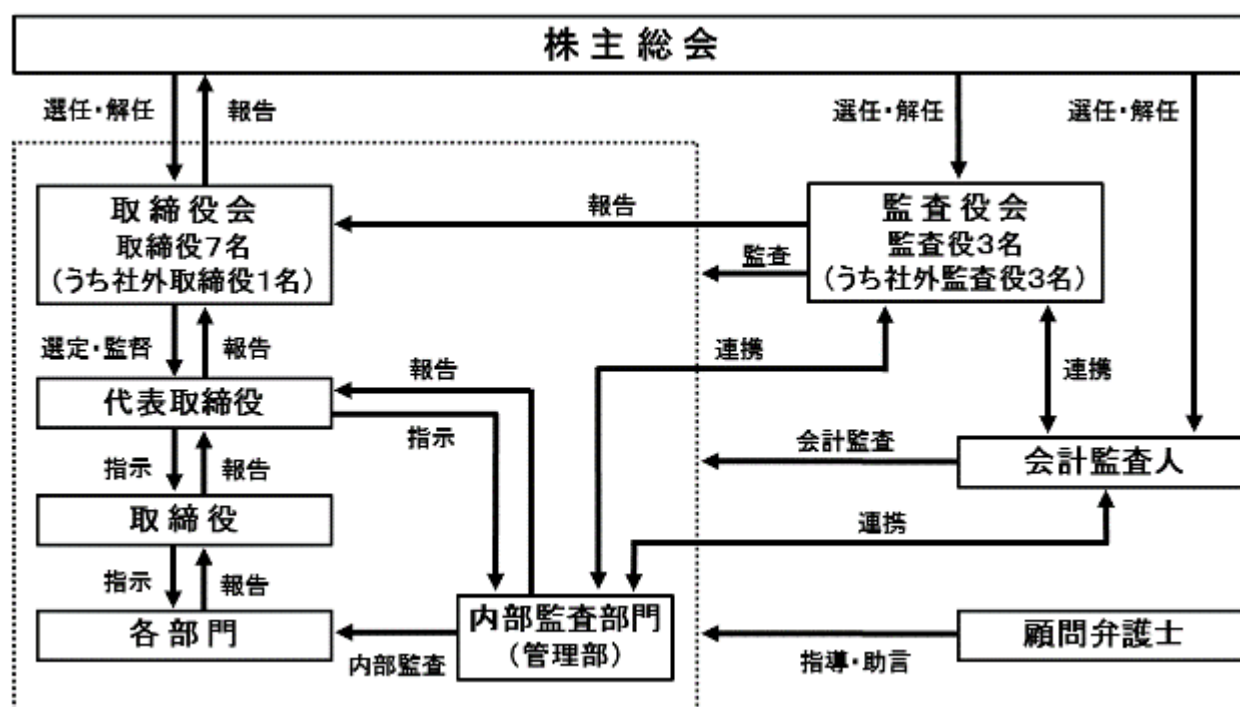 株主総会
選任・解任
報告
選任・解任
選任・解任
取締役会
取締役7名
(うち社外取締役1名)
報告
監査
監査役会
監査役3名
(うち社外監査役3名)
選定・監督
報告
報告
連携
連携
代表取締役
指示
会計監査
会計監査人
指示
報告
取締役
連携
指示
報告
各部門
内部監査
内部監査部門
(管理部)
指導・助言
顧問弁護士